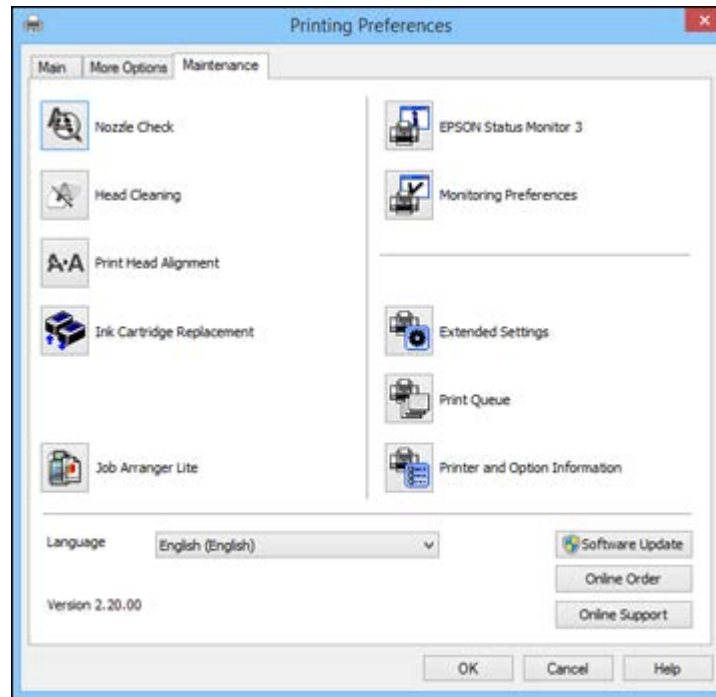 Printing Preferences
Main More Options Maintenance
Nozzle Check
EPSON Status Monitor 3
Head Cleaning
Monitoring Preferences
A·A Print Head Alignment
Ink Cartridge Replacement
Extended Settings
Print Queue
Job Arranger Lite
Printer and Option Information
Language English (English)
Software Update
Online Order
Version 2.20.00
Online Support
OK Cancel Help